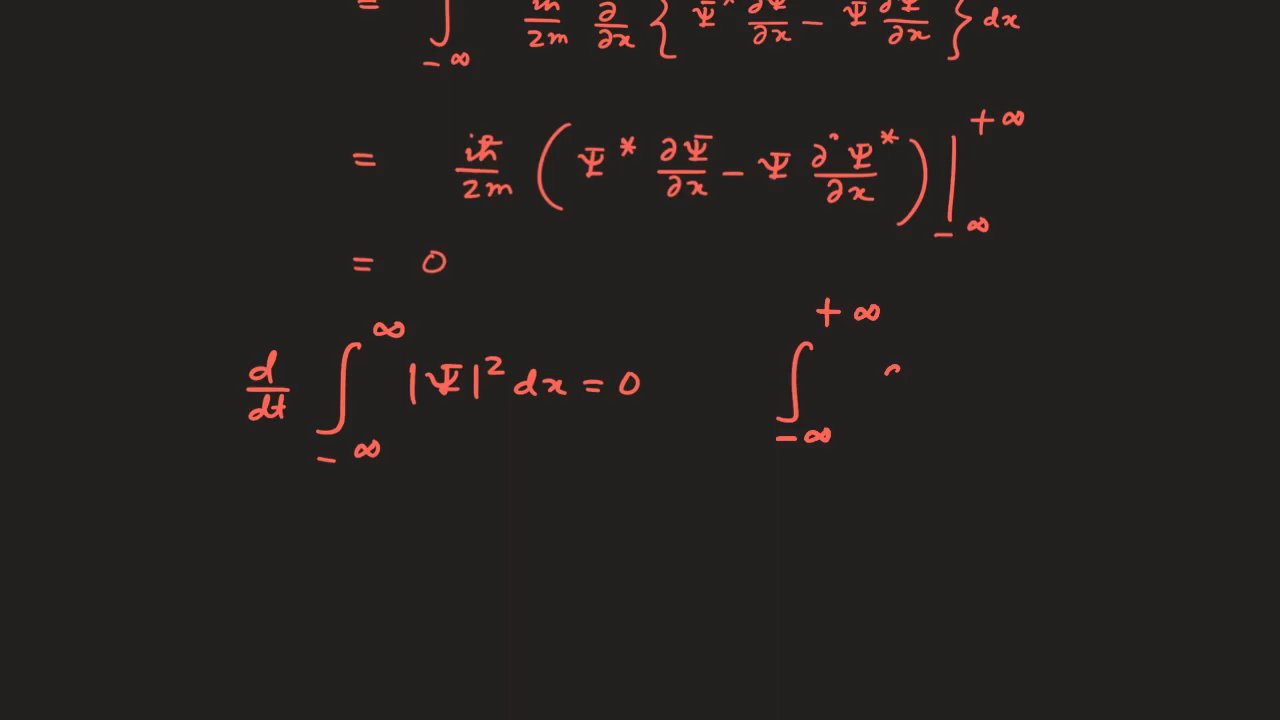 = ∫_{-∞} iħ/2m ∂/∂x { Ψ* ∂Ψ/∂x - Ψ ∂Ψ/∂x } dx
= iħ/2m ( Ψ* ∂Ψ/∂x - Ψ ∂Ψ*/∂x ) |_{-∞}^{+∞}
= 0
d/dt ∫_{-∞}^{∞} |Ψ|² dx = 0 ∫_{-∞}^{+∞}